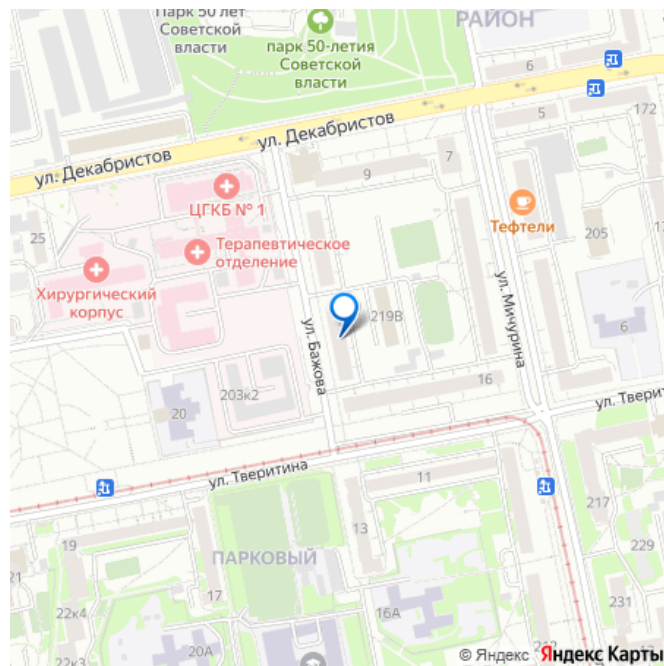 Парк 50 лет
Советской
власти
парк 50-летия
Советской
власти
РАЙОН
6
5
172
ул. Декабристов
ул. Декабристов
7
9
ЦГКБ № 1
Тефтели
25
Терапевтическое
отделение
205
Хирургический
корпус
ул. Мичурина
219В
6
ул. Бажова
16
203к2
20
ул. Тверит
ул. Тверитина
11
217
19
13
229
ПАРКОВЫЙ
21
17
22к4
16А
231
20А
22к3
© Яндекс Яндекс Карты